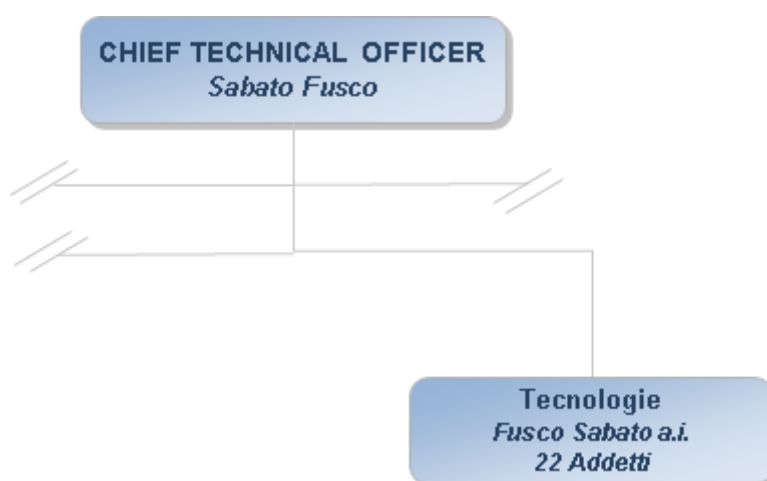 CHIEF TECHNICAL OFFICER
Sabato Fusco
Tecnologie
Fusco Sabato a.i.
22 Addetti